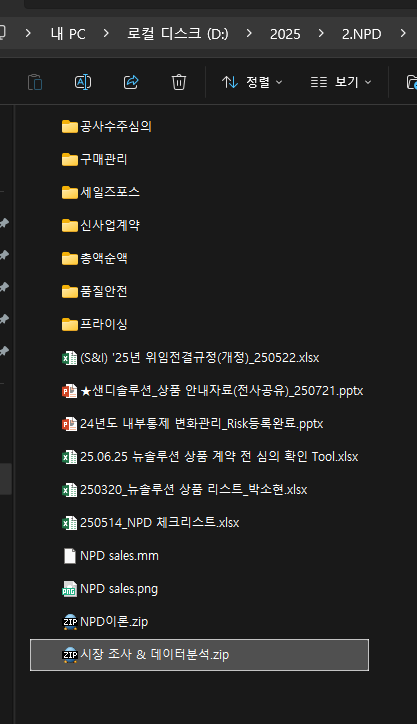 내 PC > 로컬 디스크 (D:) > 2025 > 2.NPD >
정렬 보기
공사수주심의
구매관리
세일즈포스
신사업계약
총액순액
품질안전
프라이싱
(S&I) '25년 위임전결규정(개정)_250522.xlsx
★샌디솔루션_상품 안내자료(전사공유)_250721.pptx
24년도 내부통제 변화관리_Risk등록완료.pptx
25.06.25 뉴솔루션 상품 계약 전 심의 확인 Tool.xlsx
250320_뉴솔루션 상품 리스트_박소현.xlsx
250514_NPD 체크리스트.xlsx
NPD sales.mm
NPD sales.png
NPD이론.zip
시장 조사 & 데이터분석.zip